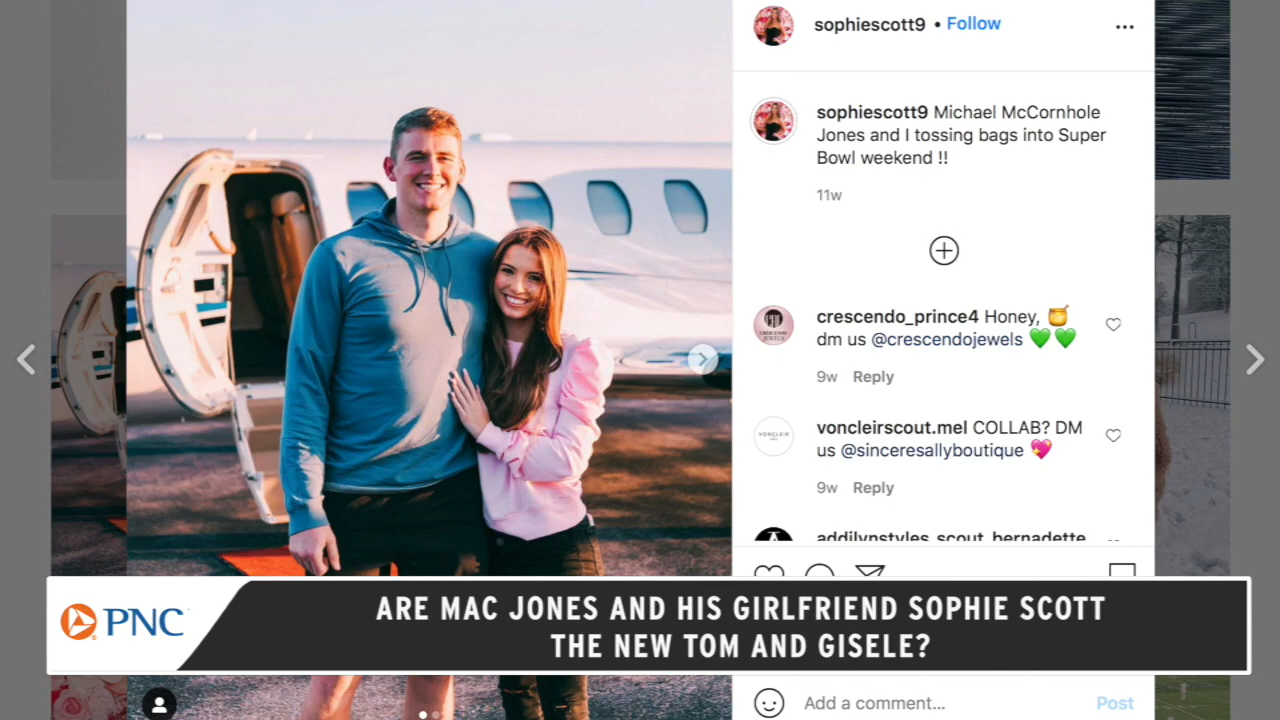 sophiescott9 • Follow
sophiescott9 Michael McCornhole
Jones and I tossing bags into Super
Bowl weekend !!
11w
crescendo_prince4 Honey, 🍯
dm us @crescendojewels 💚💚
9w Reply
voncleirscout.mel COLLAB? DM
us @sinceresallyboutique 💖
9w Reply
addilynstyles_scout_bernadette
PNC
ARE MAC JONES AND HIS GIRLFRIEND SOPHIE SCOTT
THE NEW TOM AND GISELE?
Add a comment...
Post